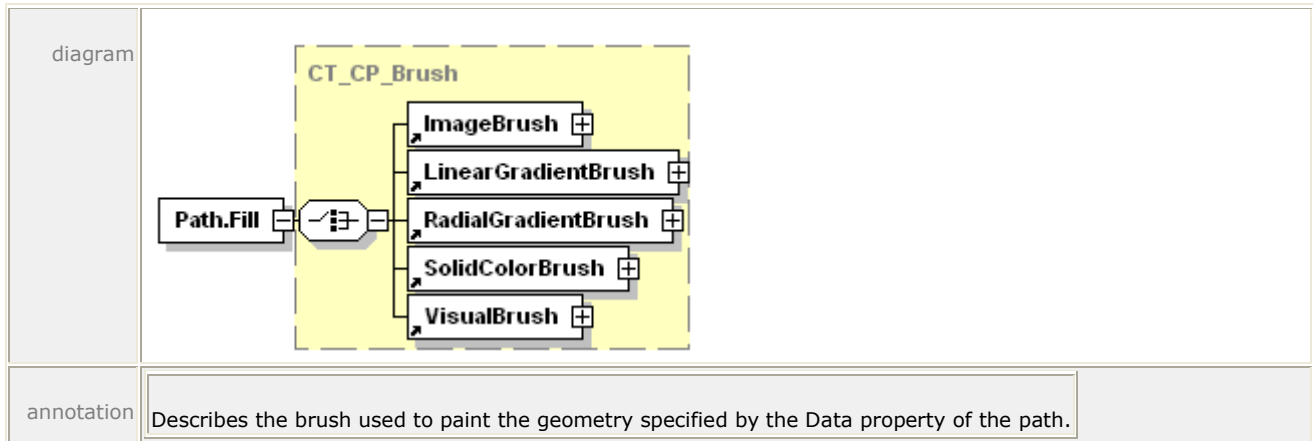 diagram
CT_CP_Brush
ImageBrush
LinearGradientBrush
Path.Fill
RadialGradientBrush
SolidColorBrush
VisualBrush
annotation
Describes the brush used to paint the geometry specified by the Data property of the path.